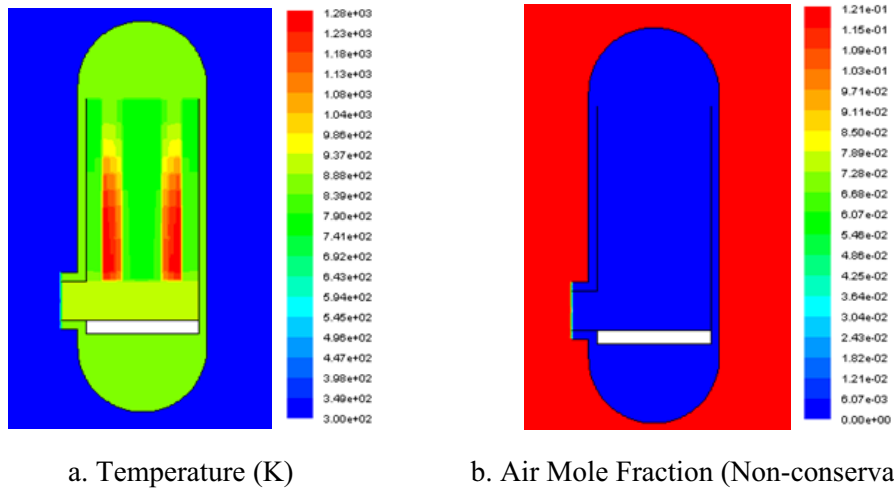 1.28e+03
1.23e+03
1.18e+03
1.13e+03
1.08e+03
1.04e+03
9.86e+02
9.37e+02
8.88e+02
8.39e+02
7.90e+02
7.41e+02
6.92e+02
6.43e+02
5.94e+02
5.45e+02
4.96e+02
4.47e+02
3.98e+02
3.49e+02
3.00e+02
1.21e-01
1.15e-01
1.09e-01
1.03e-01
9.71e-02
9.11e-02
8.50e-02
7.89e-02
7.28e-02
6.68e-02
6.07e-02
5.46e-02
4.86e-02
4.25e-02
3.64e-02
3.04e-02
2.43e-02
1.82e-02
1.21e-02
6.07e-03
0.00e+00
a. Temperature (K)
b. Air Mole Fraction (Non-conserva